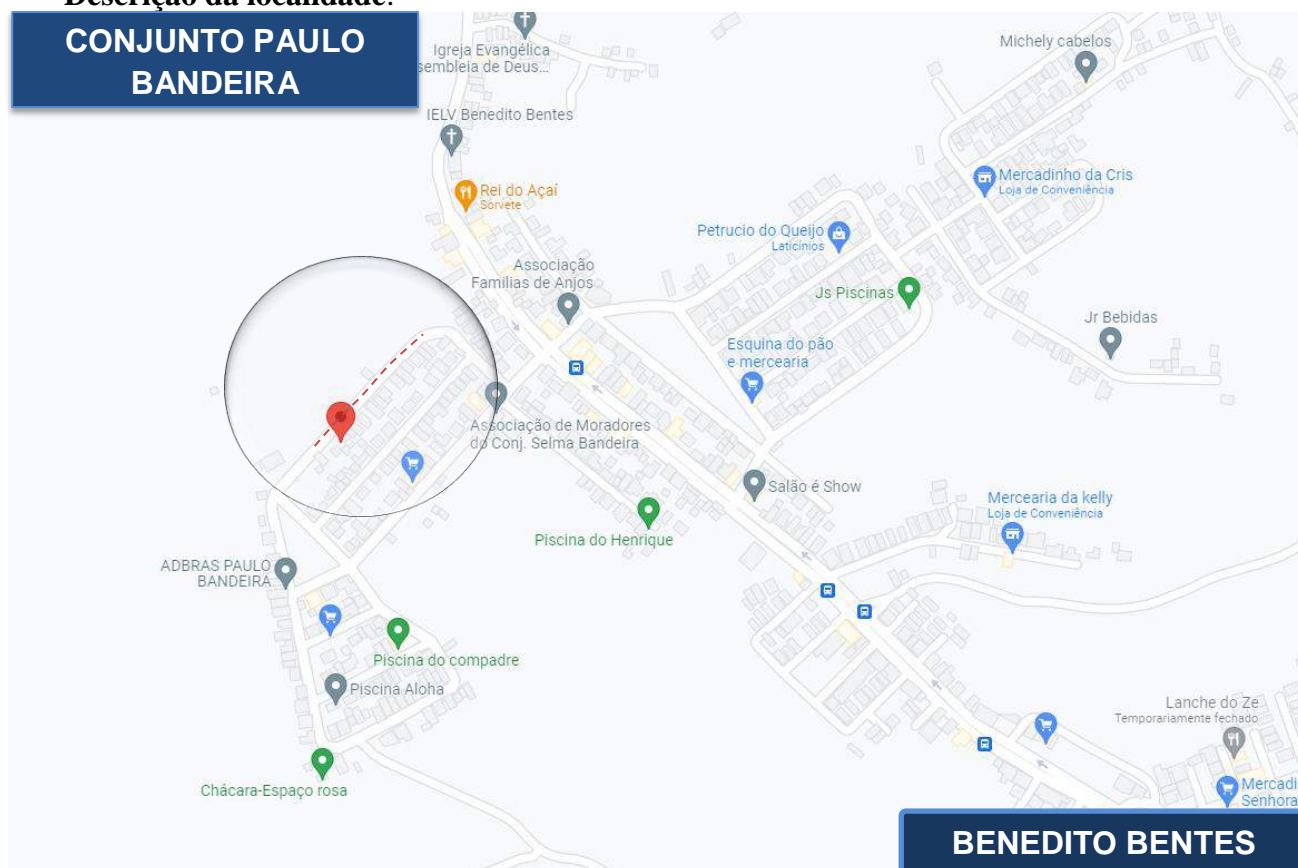 Descrição da localidade:
CONJUNTO PAULO
BANDEIRA
Igreja Evangélica
sembleia de Deus...
Michely cabelos
IELV Benedito Bentes
Mercadinho da Cris
Loja de Conveniência
Rei do Açaí
Sorvete
Petrucio do Queijo
Laticínios
Associação
Familias de Anjos
Js Piscinas
Jr Bebidas
Esquina do pão
e mercearia
Associação de Moradores
do Conj. Selma Bandeira
Salão é Show
Mercearia da kelly
Loja de Conveniência
Piscina do Henrique
ADBRAS PAULO
BANDEIRA
Piscina do compadre
Piscina Aloha
Lanche do Ze
Temporariamente fechado
Chácara-Espaço rosa
Mercadi
Senhora
BENEDITO BENTES